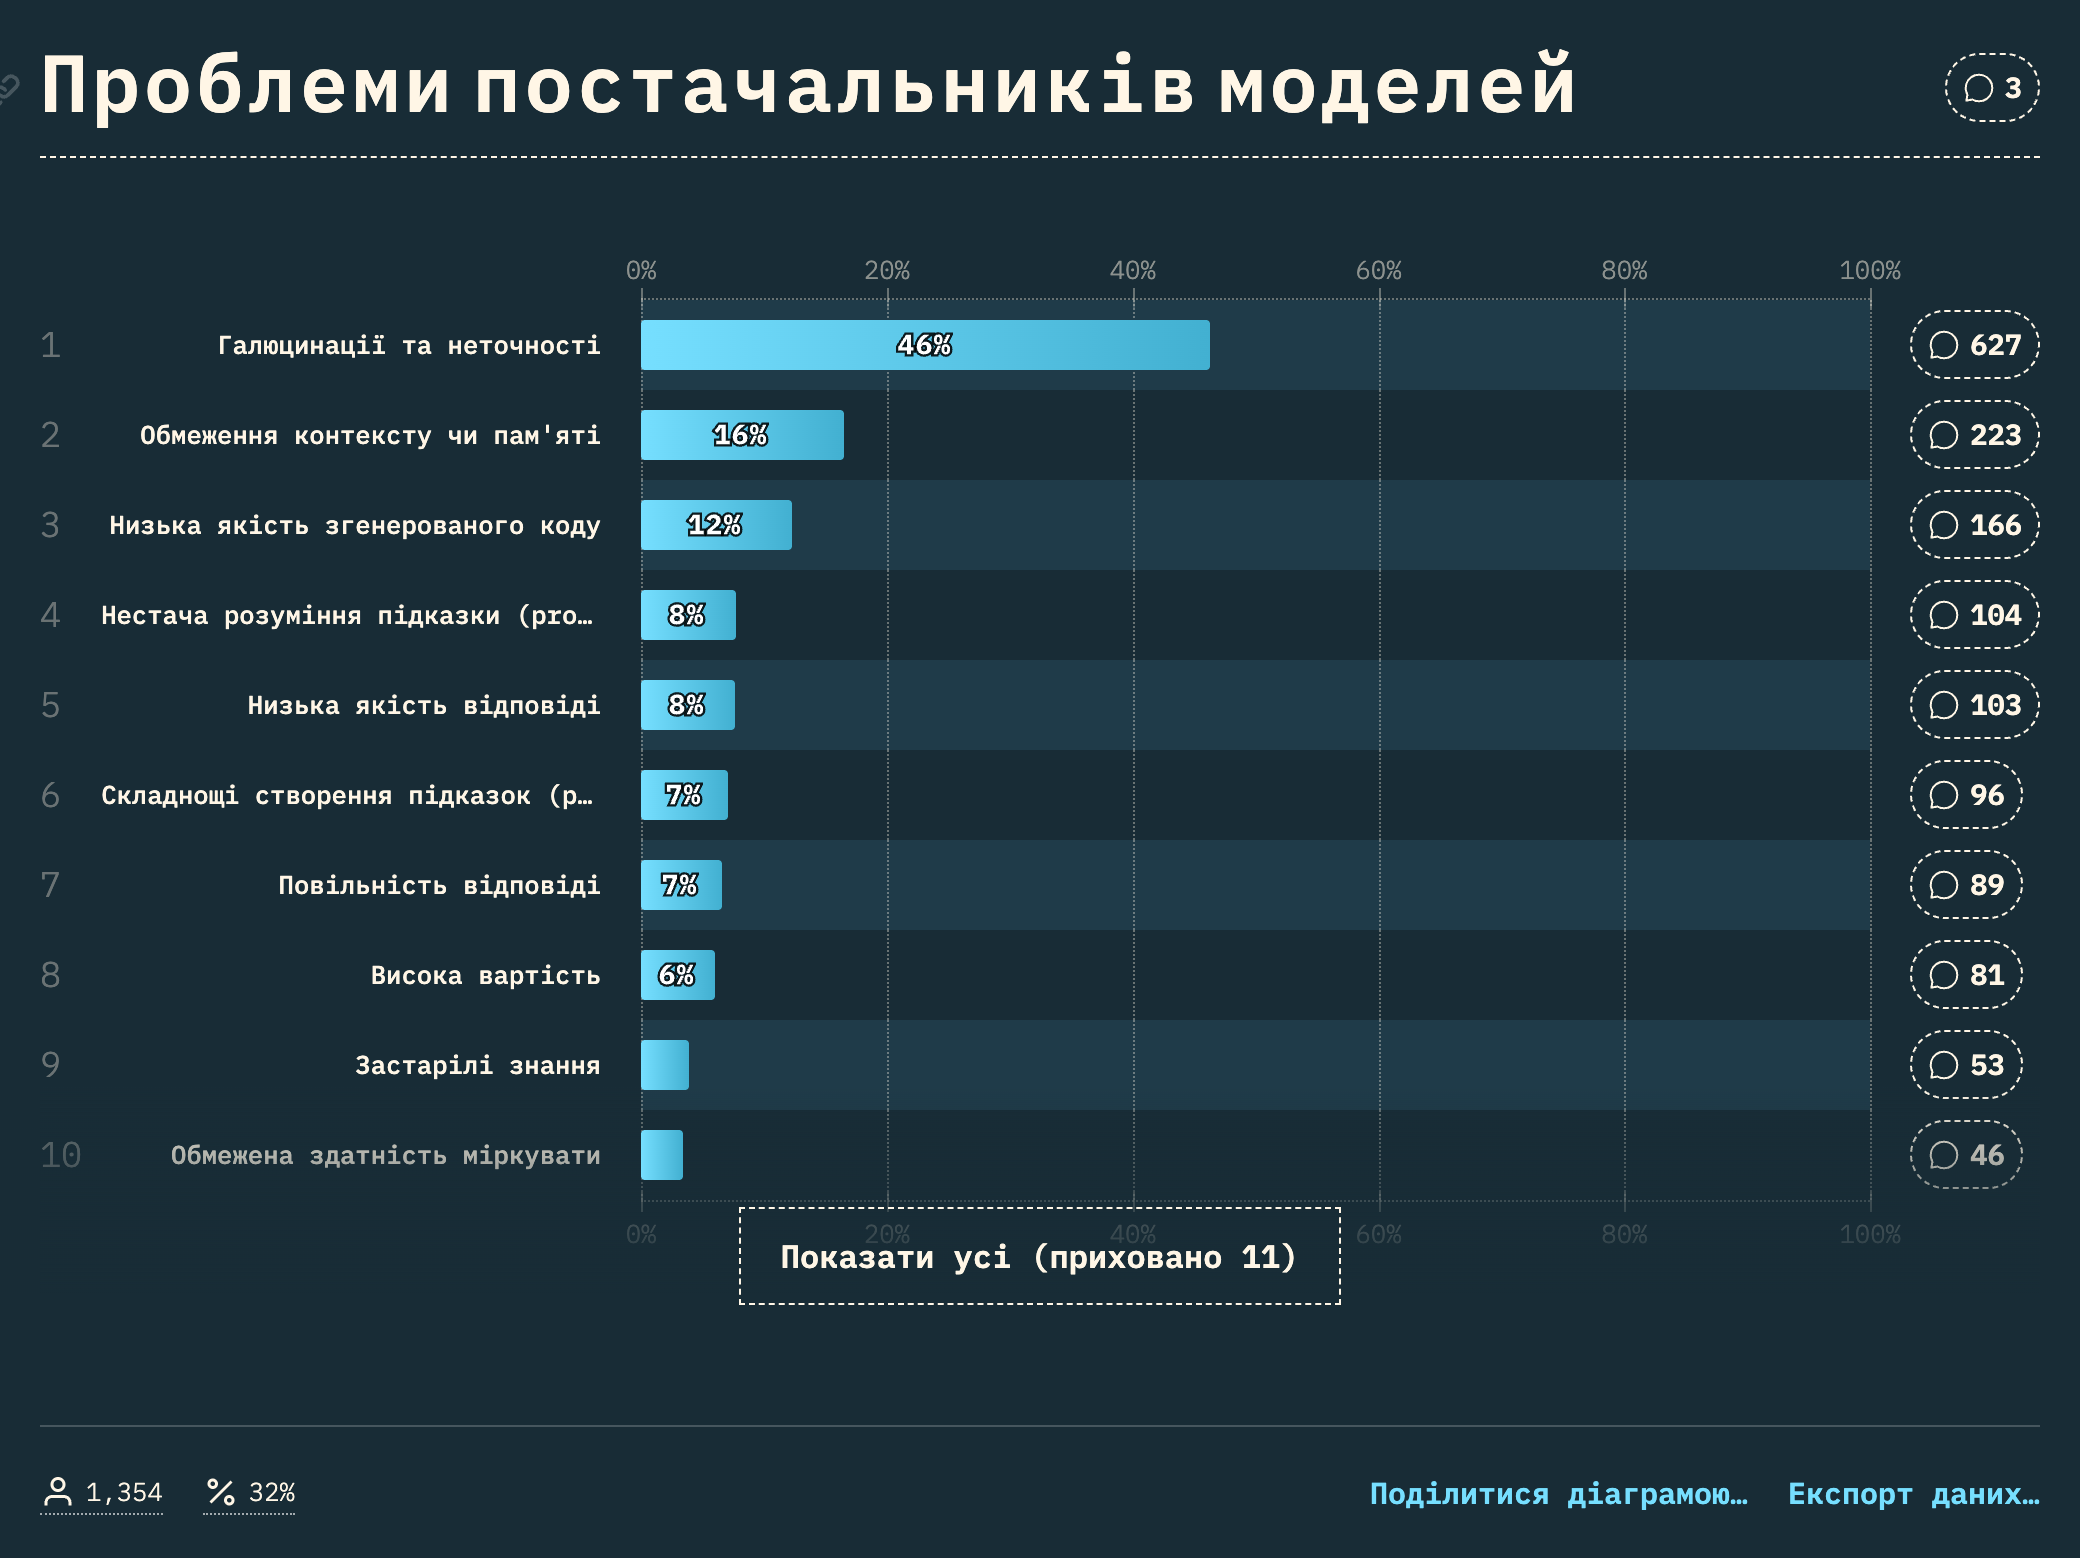 Проблеми постачальників моделей
3
0% 20% 40% 60% 80% 100%
1 Галюцинації та неточності 46% 627
2 Обмеження контексту чи пам'яті 16% 223
3 Низька якість згенерованого коду 12% 166
4 Нестача розуміння підказки (pro… 8% 104
5 Низька якість відповіді 8% 103
6 Складнощі створення підказок (p… 7% 96
7 Повільність відповіді 7% 89
8 Висока вартість 6% 81
9 Застарілі знання 53
10 Обмежена здатність міркувати 46
0% 20% 40% 60% 80% 100%
Показати усі (приховано 11)
1,354 32% Поділитися діаграмою… Експорт даних…